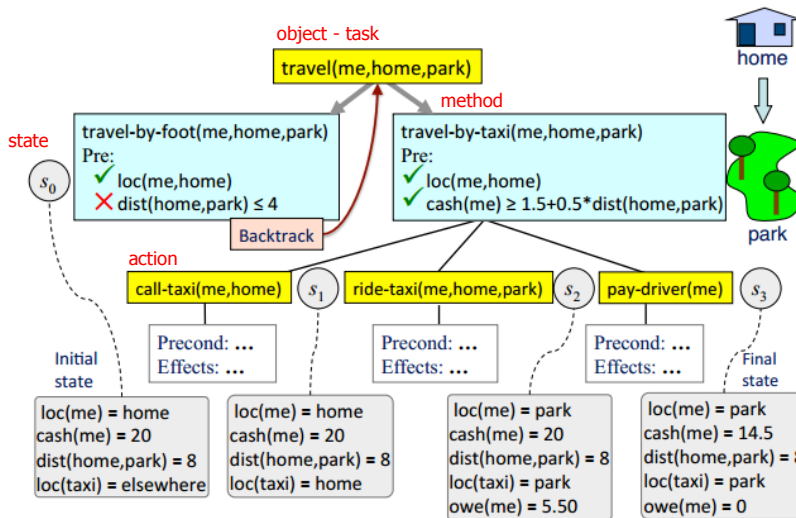 object - task
travel(me,home,park)
home
method
travel-by-foot(me,home,park)
Pre:
✓ loc(me,home)
✗ dist(home,park) ≤ 4
travel-by-taxi(me,home,park)
Pre:
✓ loc(me,home)
✓ cash(me) ≥ 1.5+0.5*dist(home,park)
state
s0
Backtrack
park
action
call-taxi(me,home)
s1
ride-taxi(me,home,park)
s2
pay-driver(me)
s3
Precond: ...
Effects: ...
Precond: ...
Effects: ...
Precond: ...
Effects: ...
Initial
state
Final
state
loc(me) = home
cash(me) = 20
dist(home,park) = 8
loc(taxi) = elsewhere
loc(me) = home
cash(me) = 20
dist(home,park) = 8
loc(taxi) = home
loc(me) = park
cash(me) = 20
dist(home,park) = 8
loc(taxi) = park
owe(me) = 5.50
loc(me) = park
cash(me) = 14.5
dist(home,park) = 8
loc(taxi) = park
owe(me) = 0